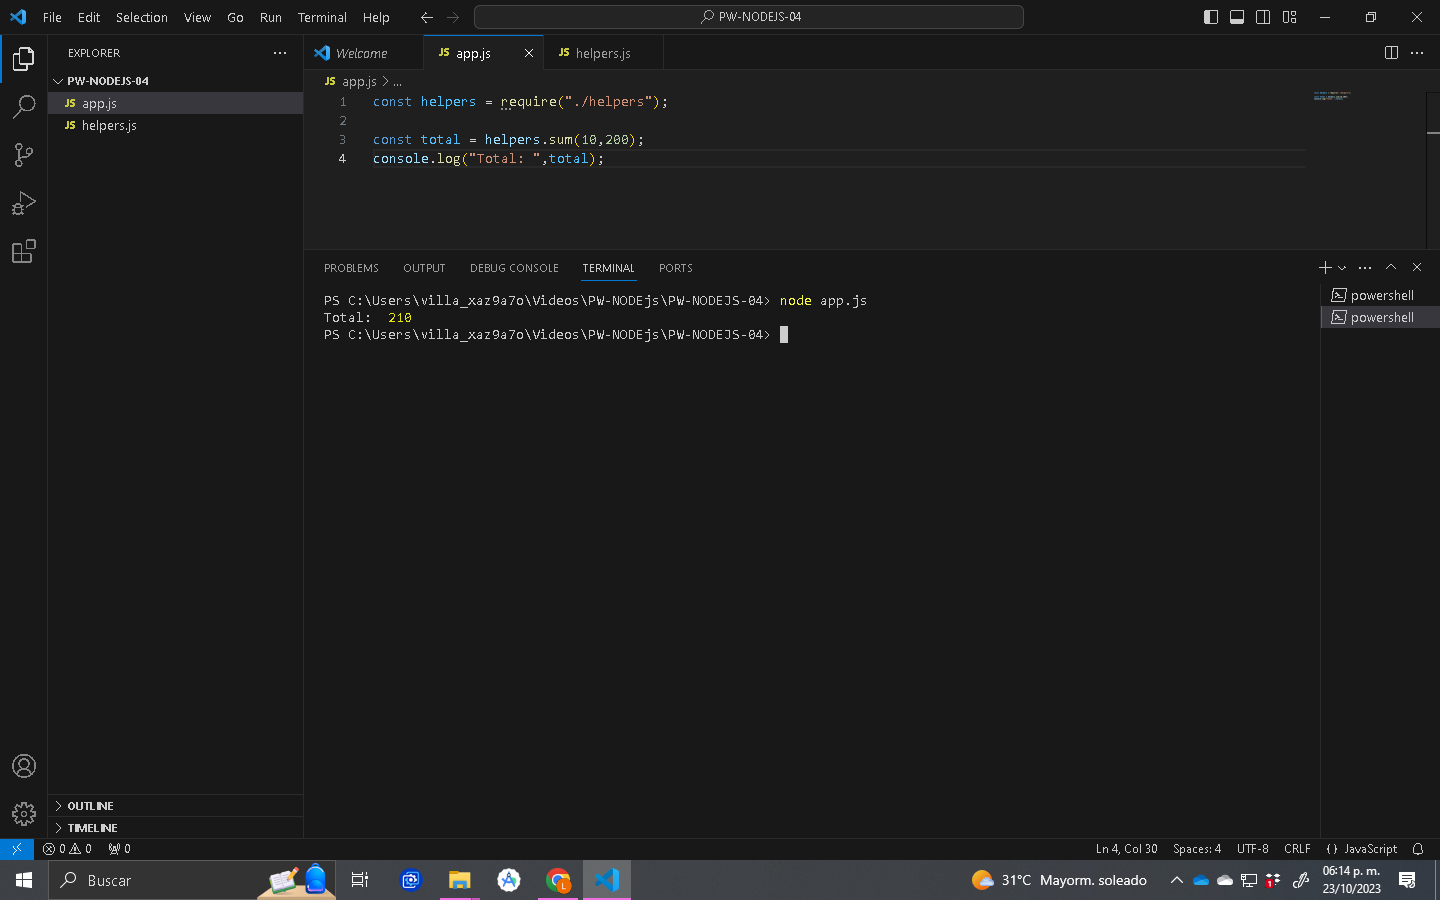 File Edit Selection View Go Run Terminal Help
PW-NODEJS-04
EXPLORER
PW-NODEJS-04
JS app.js
JS helpers.js
OUTLINE
TIMELINE
Welcome
JS app.js
JS helpers.js
JS app.js > ...
1 const helpers = require("./helpers");
2
3 const total = helpers.sum(10,200);
4 console.log("Total: ",total);
PROBLEMS OUTPUT DEBUG CONSOLE TERMINAL PORTS
PS C:\Users\villa_xaz9a7o\Videos\PW-NODEjs\PW-NODEJS-04> node app.js
Total:  210
PS C:\Users\villa_xaz9a7o\Videos\PW-NODEjs\PW-NODEJS-04>
powershell
powershell
0 0 0
Ln 4, Col 30 Spaces: 4 UTF-8 CRLF {} JavaScript
Buscar
L
31°C Mayorm. soleado
1
06:14 p. m.
23/10/2023